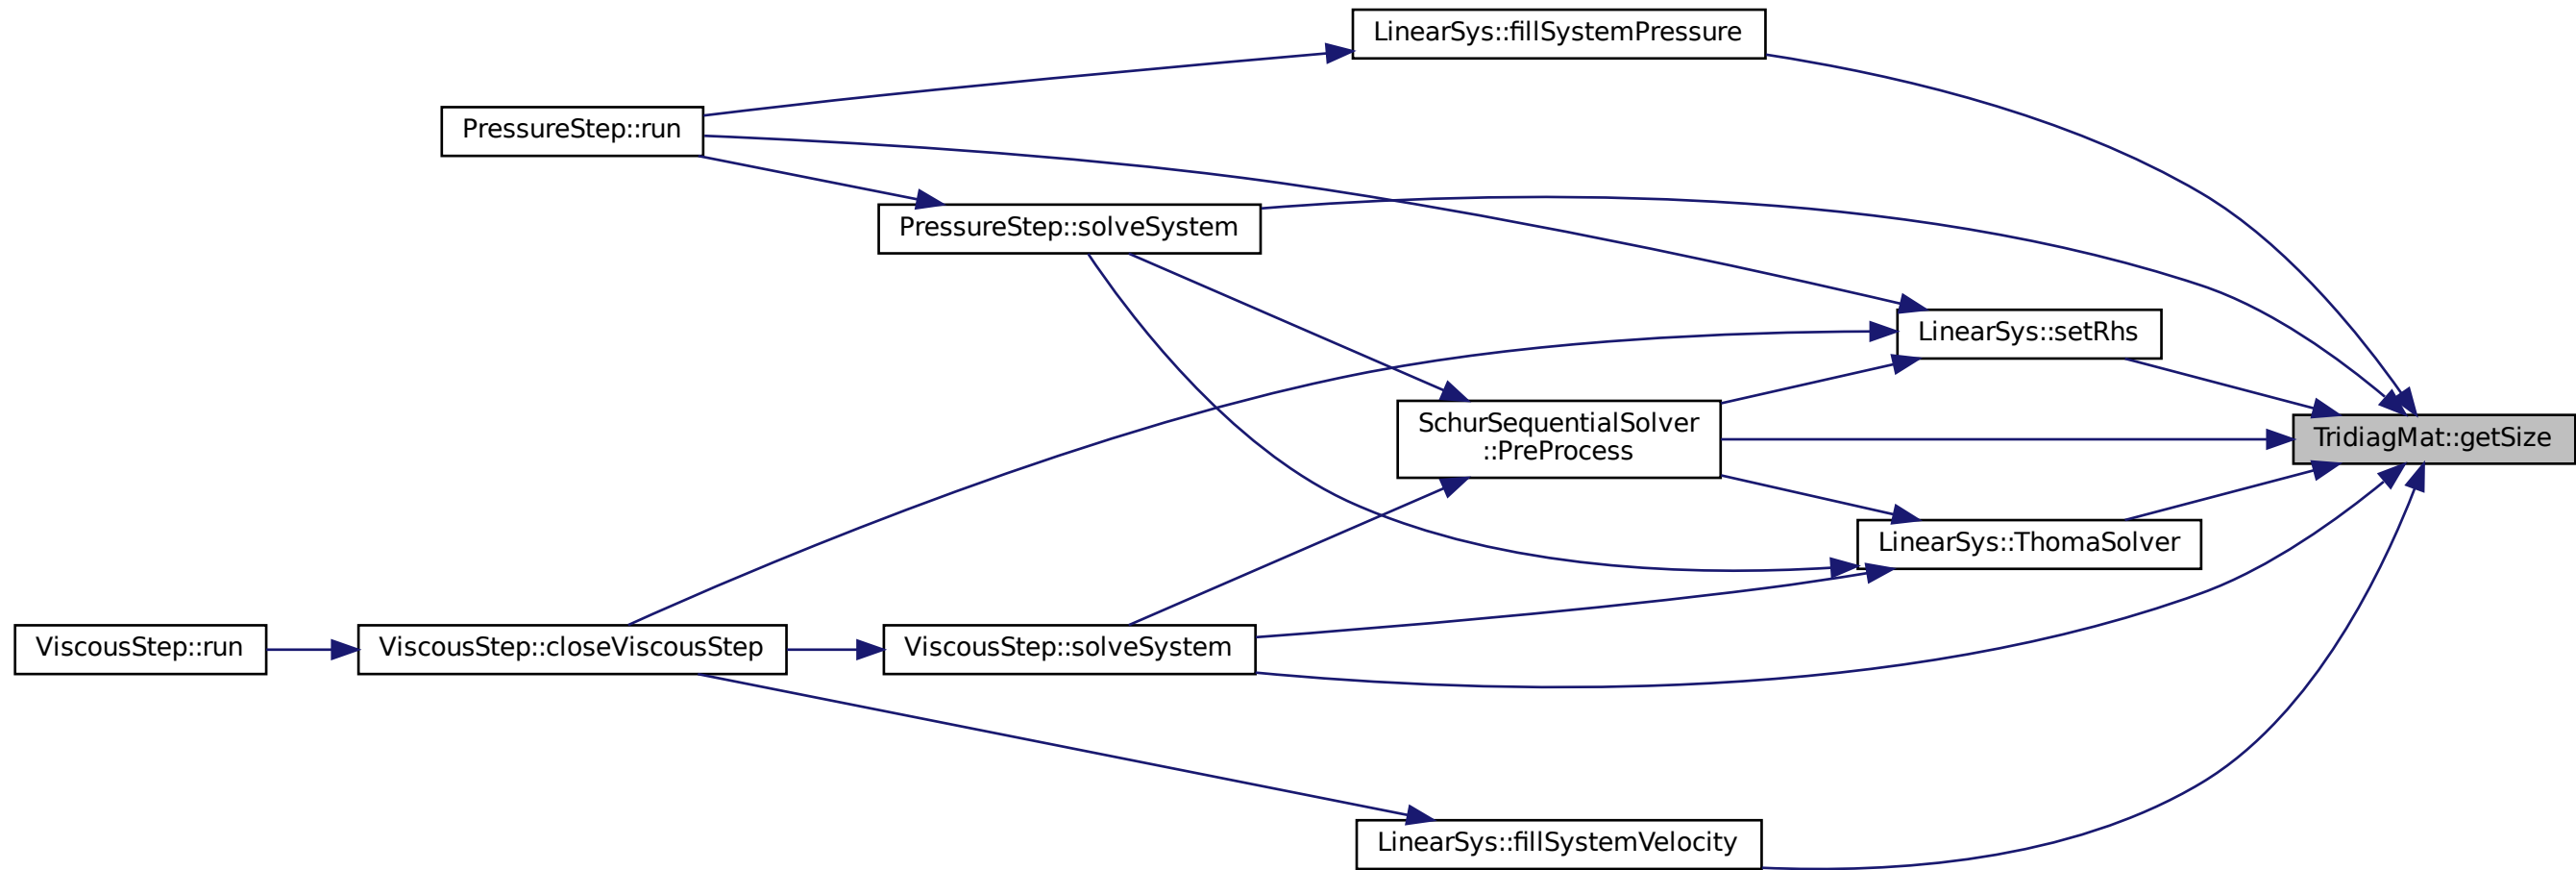 LinearSys::fillSystemPressure
PressureStep::run
PressureStep::solveSystem
LinearSys::setRhs
SchurSequentialSolver
::PreProcess
TridiagMat::getSize
LinearSys::ThomaSolver
ViscousStep::run
ViscousStep::closeViscousStep
ViscousStep::solveSystem
LinearSys::fillSystemVelocity